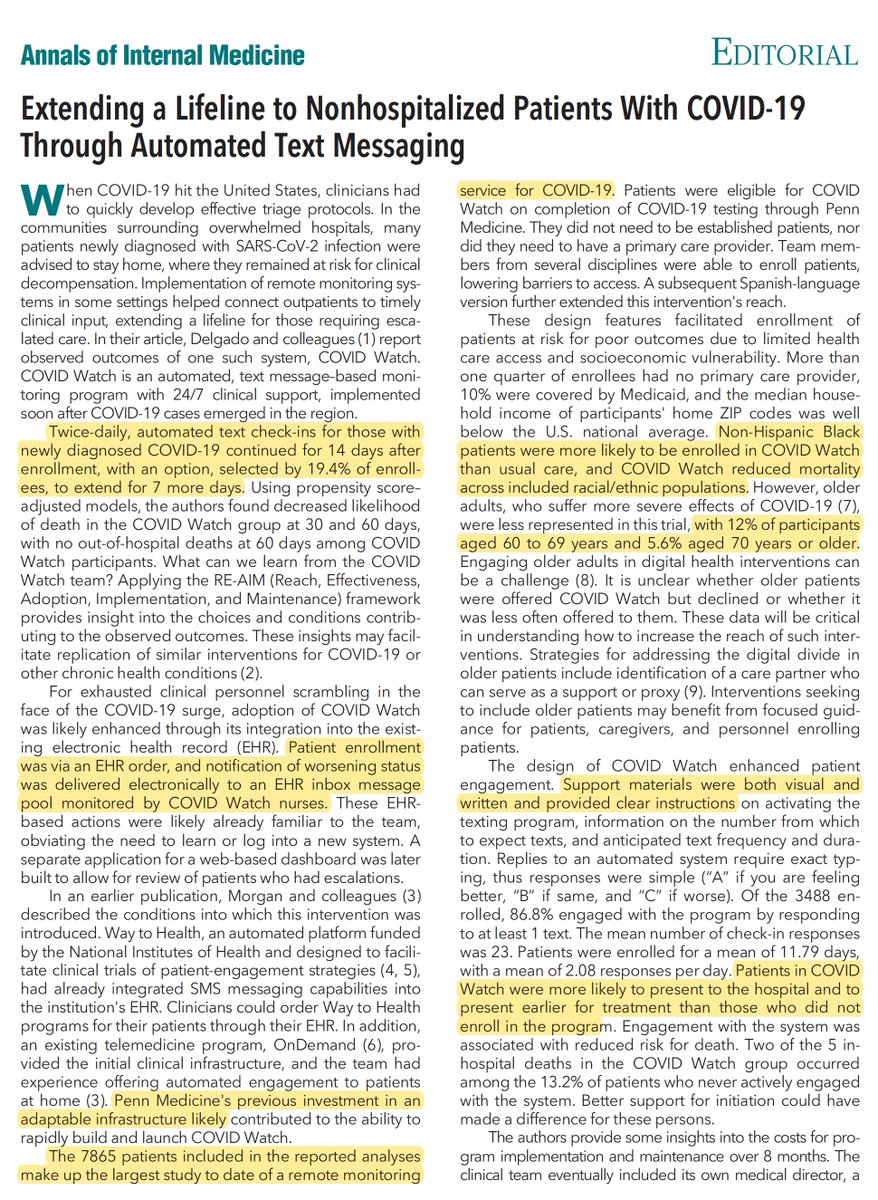 Annals of Internal Medicine
EDITORIAL
Extending a Lifeline to Nonhospitalized Patients With COVID-19
Through Automated Text Messaging
When COVID-19 hit the United States, clinicians had
to quickly develop effective triage protocols. In the
communities surrounding overwhelmed hospitals, many
patients newly diagnosed with SARS-CoV-2 infection were
advised to stay home, where they remained at risk for clinical
decompensation. Implementation of remote monitoring sys-
tems in some settings helped connect outpatients to timely
clinical input, extending a lifeline for those requiring esca-
lated care. In their article, Delgado and colleagues (1) report
observed outcomes of one such system, COVID Watch.
COVID Watch is an automated, text message–based moni-
toring program with 24/7 clinical support, implemented
soon after COVID-19 cases emerged in the region.
Twice-daily, automated text check-ins for those with
newly diagnosed COVID-19 continued for 14 days after
enrollment, with an option, selected by 19.4% of enroll-
ees, to extend for 7 more days. Using propensity score-
adjusted models, the authors found decreased likelihood
of death in the COVID Watch group at 30 and 60 days,
with no out-of-hospital deaths at 60 days among COVID
Watch participants. What can we learn from the COVID
Watch team? Applying the RE-AIM (Reach, Effectiveness,
Adoption, Implementation, and Maintenance) framework
provides insight into the choices and conditions contrib-
uting to the observed outcomes. These insights may facil-
itate replication of similar interventions for COVID-19 or
other chronic health conditions (2).
For exhausted clinical personnel scrambling in the
face of the COVID-19 surge, adoption of COVID Watch
was likely enhanced through its integration into the exist-
ing electronic health record (EHR). Patient enrollment
was via an EHR order, and notification of worsening status
was delivered electronically to an EHR inbox message
pool monitored by COVID Watch nurses. These EHR-
based actions were likely already familiar to the team,
obviating the need to learn or log into a new system. A
separate application for a web-based dashboard was later
built to allow for review of patients who had escalations.
In an earlier publication, Morgan and colleagues (3)
described the conditions into which this intervention was
introduced. Way to Health, an automated platform funded
by the National Institutes of Health and designed to facili-
tate clinical trials of patient-engagement strategies (4, 5),
had already integrated SMS messaging capabilities into
the institution's EHR. Clinicians could order Way to Health
programs for their patients through their EHR. In addition,
an existing telemedicine program, OnDemand (6), pro-
vided the initial clinical infrastructure, and the team had
experience offering automated engagement to patients
at home (3). Penn Medicine's previous investment in an
adaptable infrastructure likely contributed to the ability to
rapidly build and launch COVID Watch.
The 7865 patients included in the reported analyses
make up the largest study to date of a remote monitoring
service for COVID-19. Patients were eligible for COVID
Watch on completion of COVID-19 testing through Penn
Medicine. They did not need to be established patients, nor
did they need to have a primary care provider. Team mem-
bers from several disciplines were able to enroll patients,
lowering barriers to access. A subsequent Spanish-language
version further extended this intervention's reach.
These design features facilitated enrollment of
patients at risk for poor outcomes due to limited health
care access and socioeconomic vulnerability. More than
one quarter of enrollees had no primary care provider,
10% were covered by Medicaid, and the median house-
hold income of participants' home ZIP codes was well
below the U.S. national average. Non-Hispanic Black
patients were more likely to be enrolled in COVID Watch
than usual care, and COVID Watch reduced mortality
across included racial/ethnic populations. However, older
adults, who suffer more severe effects of COVID-19 (7),
were less represented in this trial, with 12% of participants
aged 60 to 69 years and 5.6% aged 70 years or older.
Engaging older adults in digital health interventions can
be a challenge (8). It is unclear whether older patients
were offered COVID Watch but declined or whether it
was less often offered to them. These data will be critical
in understanding how to increase the reach of such inter-
ventions. Strategies for addressing the digital divide in
older patients include identification of a care partner who
can serve as a support or proxy (9). Interventions seeking
to include older patients may benefit from focused guid-
ance for patients, caregivers, and personnel enrolling
patients.
The design of COVID Watch enhanced patient
engagement. Support materials were both visual and
written and provided clear instructions on activating the
texting program, information on the number from which
to expect texts, and anticipated text frequency and dura-
tion. Replies to an automated system require exact typ-
ing, thus responses were simple ("A" if you are feeling
better, "B" if same, and "C" if worse). Of the 3488 en-
rolled, 86.8% engaged with the program by responding
to at least 1 text. The mean number of check-in responses
was 23. Patients were enrolled for a mean of 11.79 days,
with a mean of 2.08 responses per day. Patients in COVID
Watch were more likely to present to the hospital and to
present earlier for treatment than those who did not
enroll in the program. Engagement with the system was
associated with reduced risk for death. Two of the 5 in-
hospital deaths in the COVID Watch group occurred
among the 13.2% of patients who never actively engaged
with the system. Better support for initiation could have
made a difference for these persons.
The authors provide some insights into the costs for pro-
gram implementation and maintenance over 8 months. The
clinical team eventually included its own medical director, a